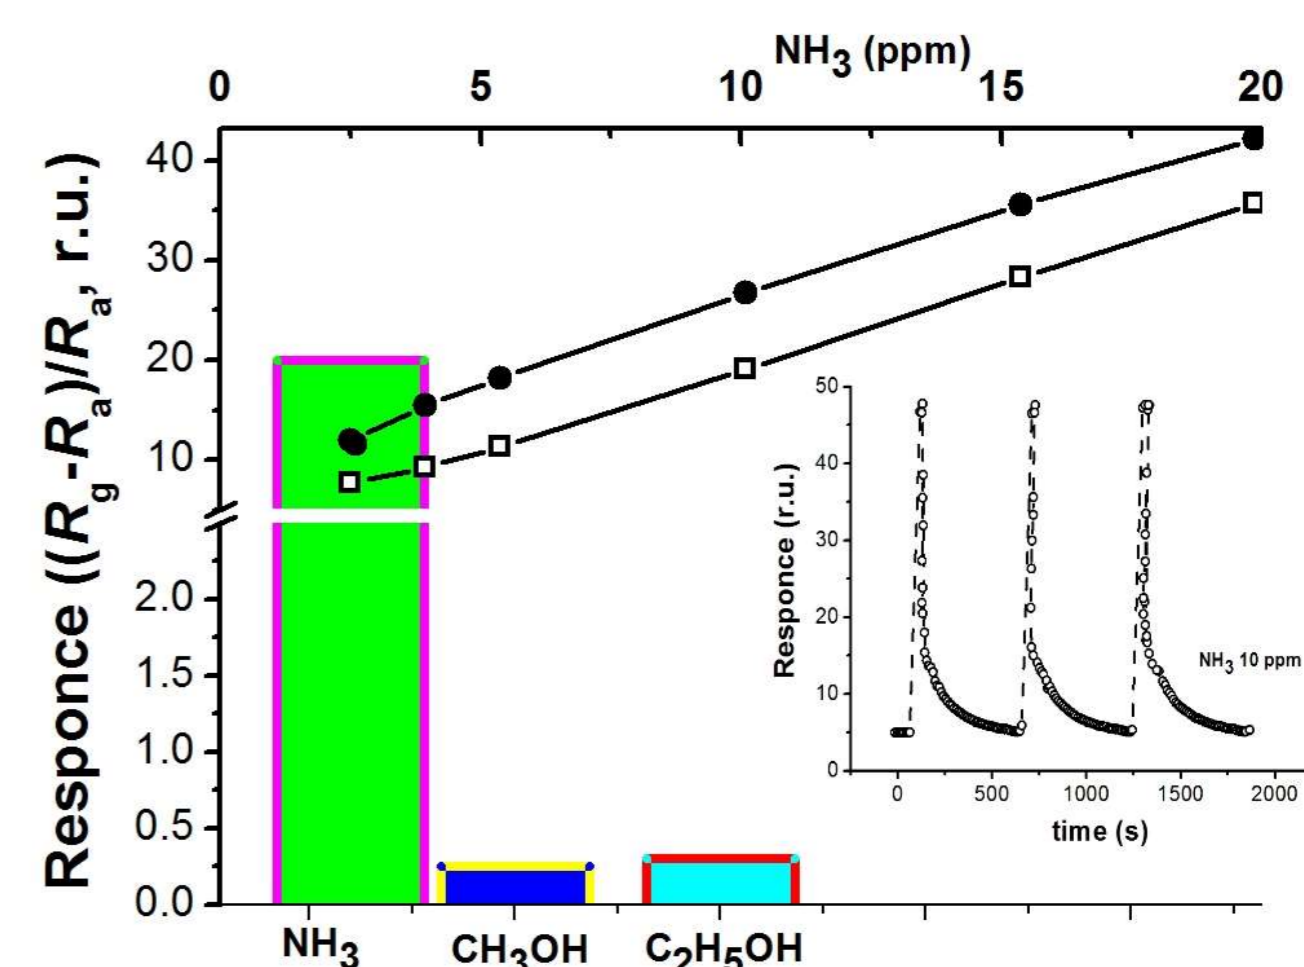 NH3 (ppm)
0 5 10 15 20
Responce ((Rg-Ra)/Ra, r.u.)
40
30
20
10
2.0
1.5
1.0
0.5
0.0
NH3 CH3OH C2H5OH
Responce (r.u.)
50
40
30
20
10
0
NH3 10 ppm
0 500 1000 1500 2000
time (s)